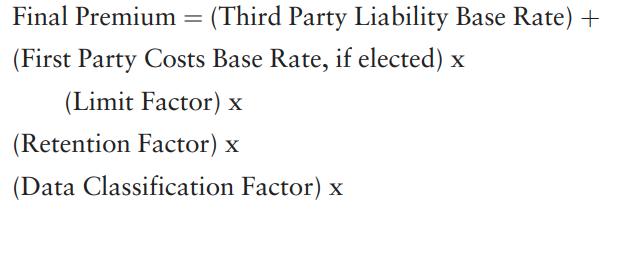 Final Premium = (Third Party Liability Base Rate) +
(First Party Costs Base Rate, if elected) x
(Limit Factor) x
(Retention Factor) x
(Data Classification Factor) x